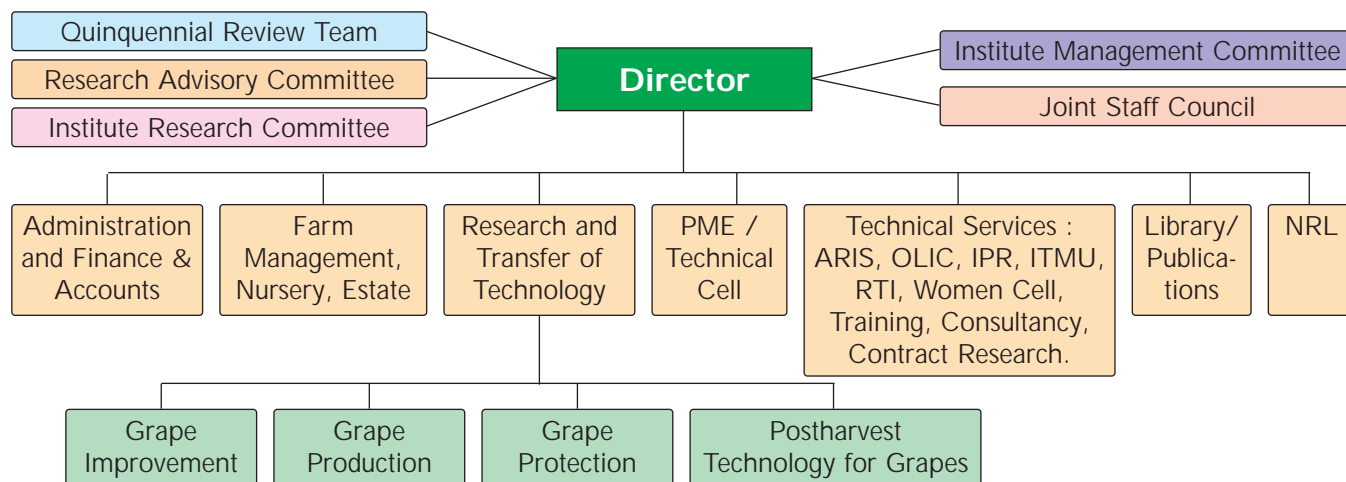 Quinquennial Review Team
Research Advisory Committee
Institute Research Committee
Director
Institute Management Committee
Joint Staff Council
Administration
and Finance &
Accounts
Farm
Management,
Nursery, Estate
Research and
Transfer of
Technology
PME /
Technical
Cell
Technical Services :
ARIS, OLIC, IPR, ITMU,
RTI, Women Cell,
Training, Consultancy,
Contract Research.
Library/
Publica-
tions
NRL
Grape
Improvement
Grape
Production
Grape
Protection
Postharvest
Technology for Grapes